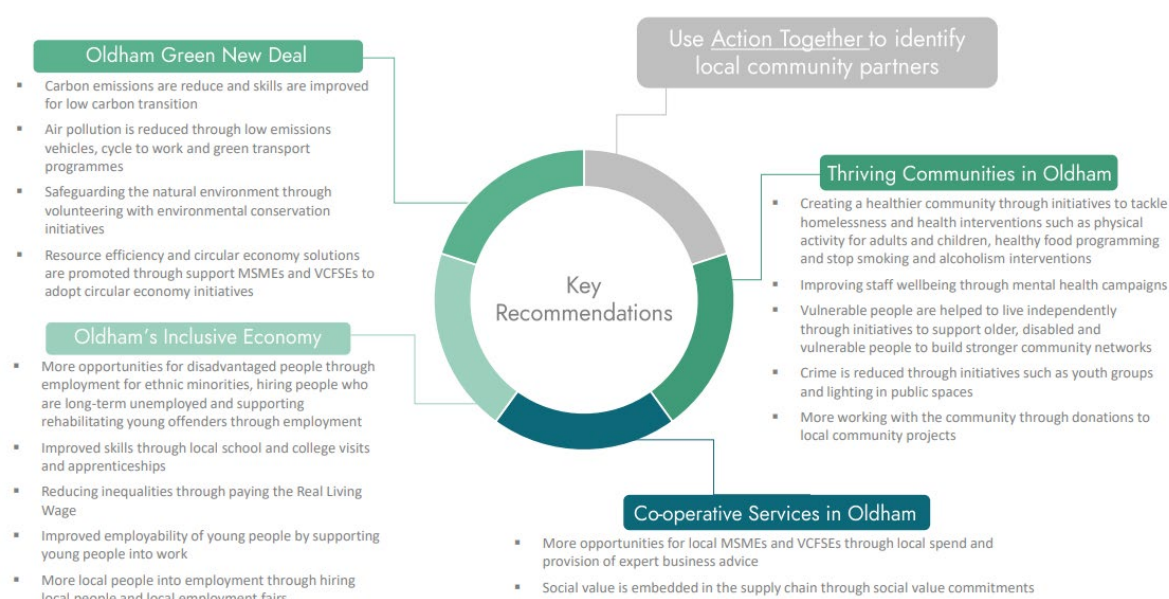 Use Action Together to identify
local community partners
Oldham Green New Deal
▪ Carbon emissions are reduce and skills are improved
for low carbon transition
▪ Air pollution is reduced through low emissions
vehicles, cycle to work and green transport
programmes
▪ Safeguarding the natural environment through
volunteering with environmental conservation
initiatives
▪ Resource efficiency and circular economy solutions
are promoted through support MSMEs and VCFSEs to
adopt circular economy initiatives
Oldham's Inclusive Economy
▪ More opportunities for disadvantaged people through
employment for ethnic minorities, hiring people who
are long-term unemployed and supporting
rehabilitating young offenders through employment
▪ Improved skills through local school and college visits
and apprenticeships
▪ Reducing inequalities through paying the Real Living
Wage
▪ Improved employability of young people by supporting
young people into work
▪ More local people into employment through hiring
local people and local employment fairs
Key
Recommendations
Thriving Communities in Oldham
▪ Creating a healthier community through initiatives to tackle
homelessness and health interventions such as physical
activity for adults and children, healthy food programming
and stop smoking and alcoholism interventions
▪ Improving staff wellbeing through mental health campaigns
▪ Vulnerable people are helped to live independently
through initiatives to support older, disabled and
vulnerable people to build stronger community networks
▪ Crime is reduced through initiatives such as youth groups
and lighting in public spaces
▪ More working with the community through donations to
local community projects
Co-operative Services in Oldham
▪ More opportunities for local MSMEs and VCFSEs through local spend and
provision of expert business advice
▪ Social value is embedded in the supply chain through social value commitments